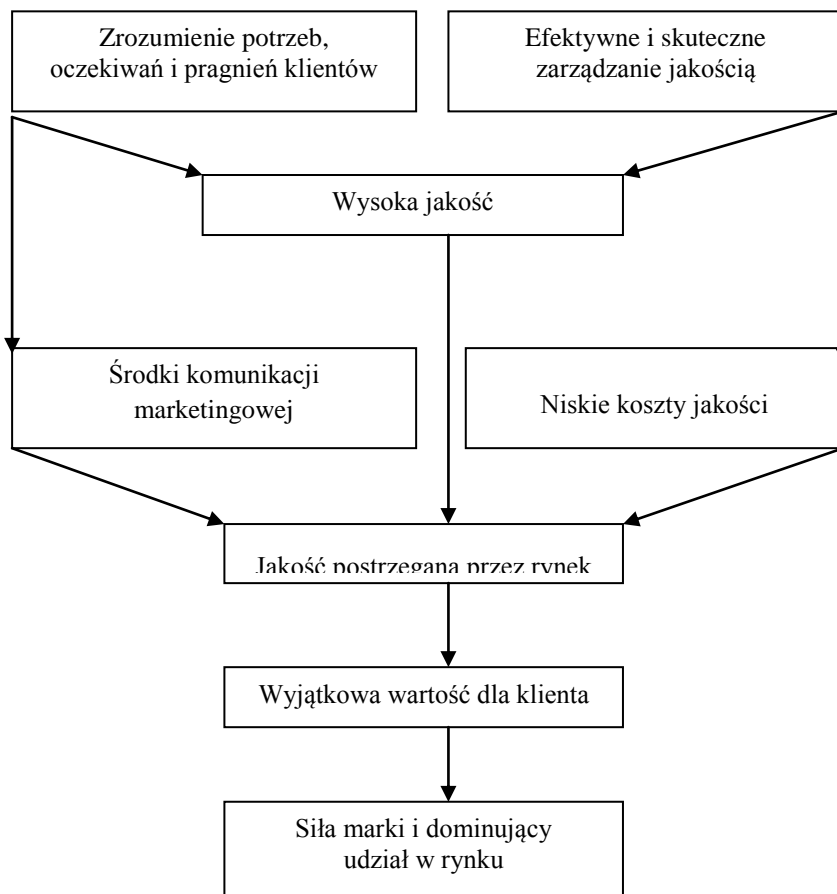 Zrozumienie potrzeb,
oczekiwań i pragnień klientów
Efektywne i skuteczne
zarządzanie jakością
Wysoka jakość
Środki komunikacji
marketingowej
Niskie koszty jakości
Jakość postrzegana przez rynek
Wyjątkowa wartość dla klienta
Siła marki i dominujący
udział w rynku